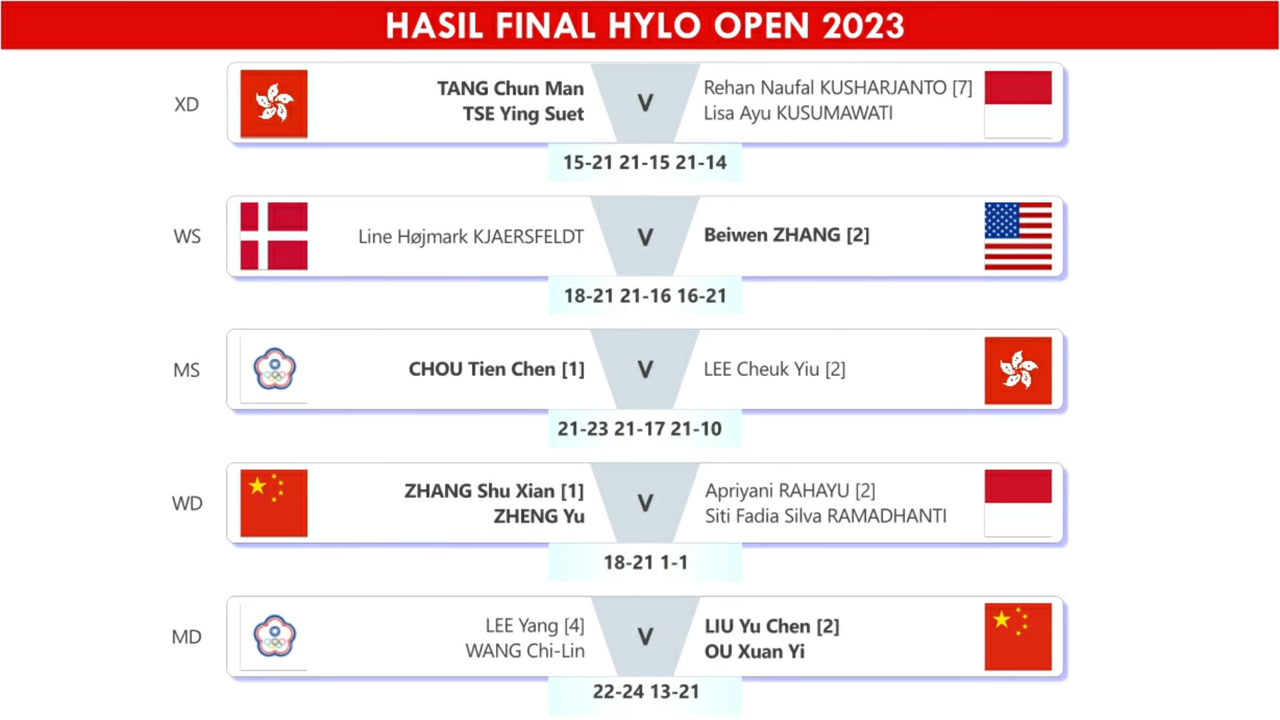 HASIL FINAL HYLO OPEN 2023
XD
TANG Chun Man
TSE Ying Suet
V
Rehan Naufal KUSHARJANTO [7]
Lisa Ayu KUSUMAWATI
15-21 21-15 21-14
WS
Line Højmark KJAERSFELDT
V
Beiwen ZHANG [2]
18-21 21-16 16-21
MS
CHOU Tien Chen [1]
V
LEE Cheuk Yiu [2]
21-23 21-17 21-10
WD
ZHANG Shu Xian [1]
ZHENG Yu
V
Apriyani RAHAYU [2]
Siti Fadia Silva RAMADHANTI
18-21 1-1
MD
LEE Yang [4]
WANG Chi-Lin
V
LIU Yu Chen [2]
OU Xuan Yi
22-24 13-21